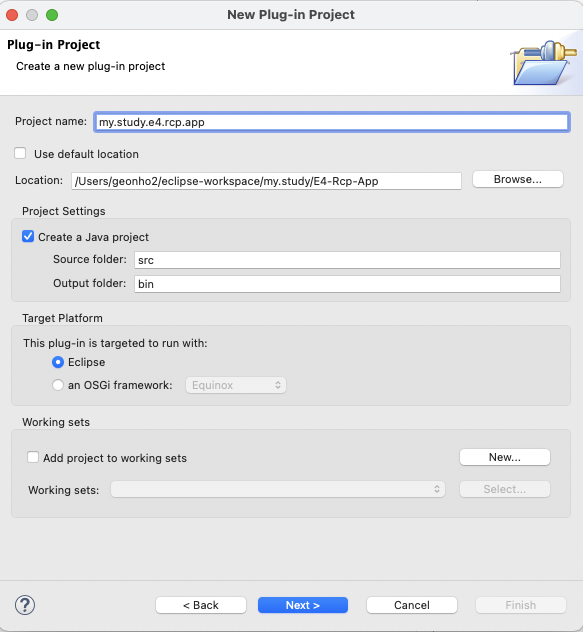 New Plug-in Project
Plug-in Project
Create a new plug-in project
Project name: my.study.e4.rcp.app
Use default location
Location: /Users/geonho2/eclipse-workspace/my.study/E4-Rcp-App Browse...
Project Settings
Create a Java project
Source folder: src
Output folder: bin
Target Platform
This plug-in is targeted to run with:
Eclipse
an OSGi framework: Equinox
Working sets
Add project to working sets New...
Working sets: Select...
? < Back Next > Cancel Finish